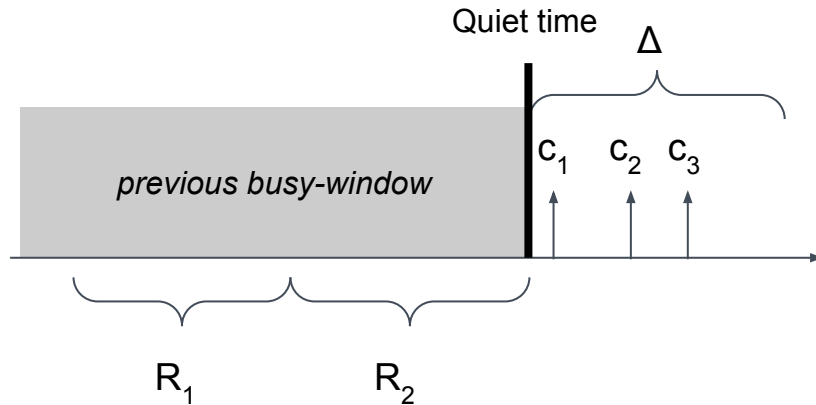 Quiet time
Δ
previous busy-window
c₁ c₂ c₃
R₁ R₂